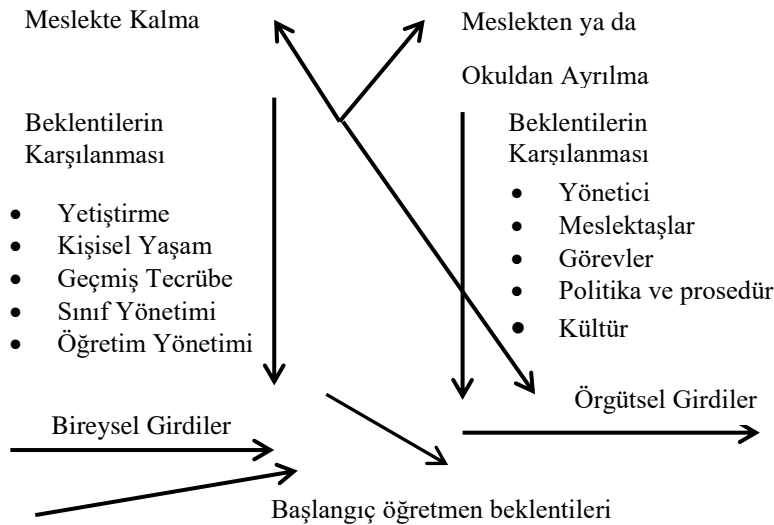 Meslekte Kalma
Meslekten ya da
Okuldan Ayrılma
Beklentilerin
Karşılanması
• Yetiştirme
• Kişisel Yaşam
• Geçmiş Tecrübe
• Sınıf Yönetimi
• Öğretim Yönetimi
Beklentilerin
Karşılanması
• Yönetici
• Meslektaşlar
• Görevler
• Politika ve prosedür
• Kültür
Bireysel Girdiler
Örgütsel Girdiler
Başlangıç öğretmen beklentileri